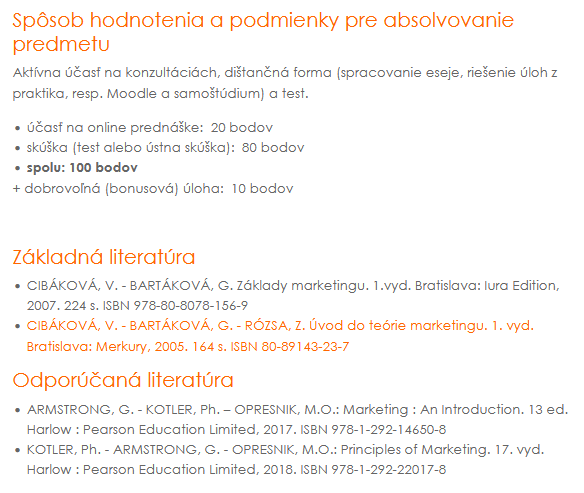 Spôsob hodnotenia a podmienky pre absolvovanie
predmetu
Aktívna účasť na konzultáciách, dištančná forma (spracovanie eseje, riešenie úloh z
praktika, resp. Moodle a samoštúdium) a test.
• účasť na online prednáške:  20 bodov
• skúška (test alebo ústna skúška):  80 bodov
• spolu: 100 bodov
+ dobrovoľná (bonusová) úloha:  10 bodov
Základná literatúra
• CIBÁKOVÁ, V. - BARTÁKOVÁ, G. Základy marketingu. 1.vyd. Bratislava: Iura Edition,
2007. 224 s. ISBN 978-80-8078-156-9
• CIBÁKOVÁ, V. - BARTÁKOVÁ, G. - RÓZSA, Z. Úvod do teórie marketingu. 1. vyd.
Bratislava: Merkury, 2005. 164 s. ISBN 80-89143-23-7
Odporúčaná literatúra
• ARMSTRONG, G. - KOTLER, Ph. – OPRESNIK, M.O.: Marketing : An Introduction. 13 ed.
Harlow : Pearson Education Limited, 2017. ISBN 978-1-292-14650-8
• KOTLER, Ph. - ARMSTRONG, G. - OPRESNIK, M.O.: Principles of Marketing. 17. vyd.
Harlow : Pearson Education Limited, 2018. ISBN 978-1-292-22017-8